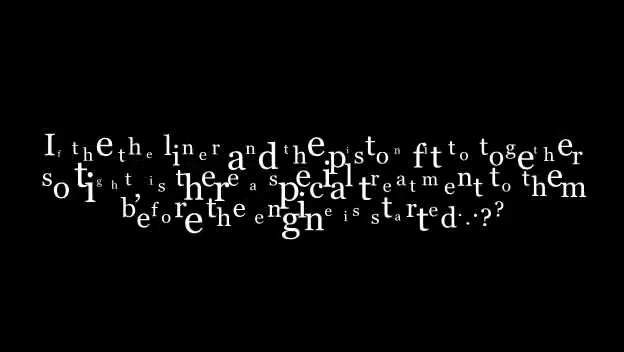 If the the liner and the piston fit to together
so tight, is there a special treatment to them
before the engine is started..??